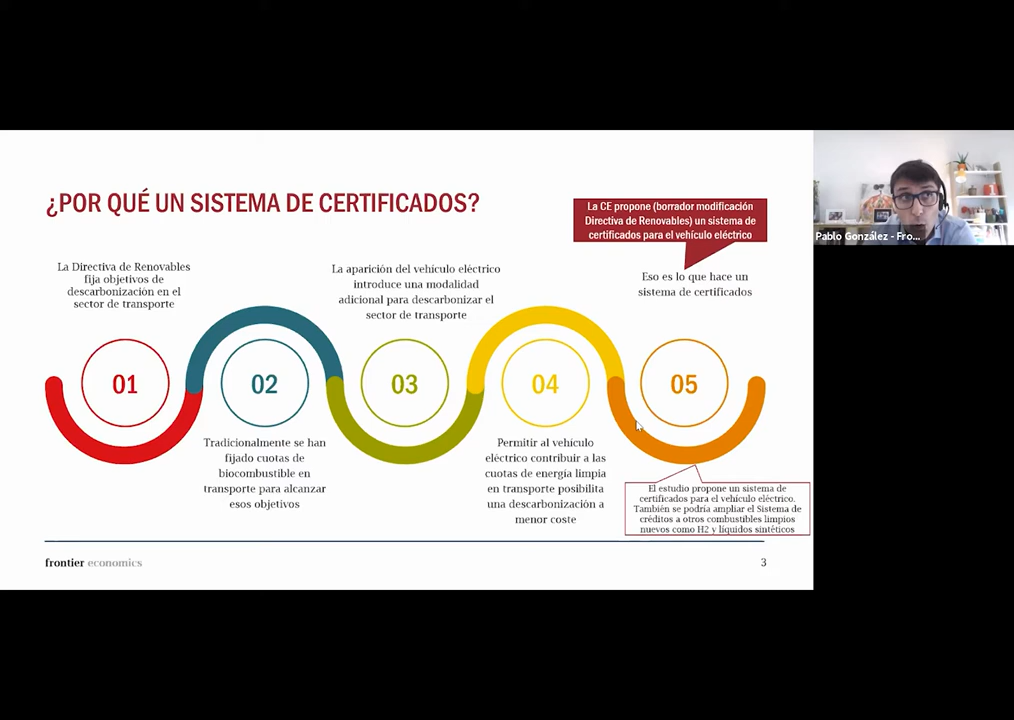 ¿POR QUÉ UN SISTEMA DE CERTIFICADOS?
La CE propone (borrador modificación
Directiva de Renovables) un sistema de
certificados para el vehículo eléctrico
Pablo González - Fro...
La Directiva de Renovables
fija objetivos de
descarbonización en el
sector de transporte
La aparición del vehículo eléctrico
introduce una modalidad
adicional para descarbonizar el
sector de transporte
Eso es lo que hace un
sistema de certificados
01
02
03
04
05
Tradicionalmente se han
fijado cuotas de
biocombustible en
transporte para alcanzar
esos objetivos
Permitir al vehículo
eléctrico contribuir a las
cuotas de energía limpia
en transporte posibilita
una descarbonización a
menor coste
El estudio propone un sistema de
certificados para el vehículo eléctrico.
También se podría ampliar el Sistema de
créditos a otros combustibles limpios
nuevos como H2 y líquidos sintéticos
frontier economics
3